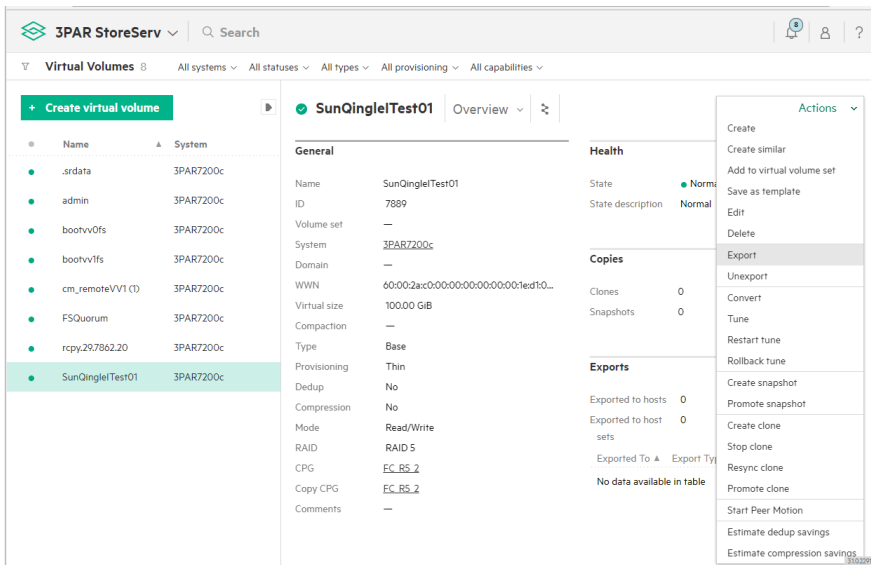 3PAR StoreServ
Search
8
?
Virtual Volumes 8
All systems
All statuses
All types
All provisioning
All capabilities
+ Create virtual volume
Name
System
.srdata
3PAR7200c
admin
3PAR7200c
bootvv0fs
3PAR7200c
bootvv1fs
3PAR7200c
cm_remoteVV1 (1)
3PAR7200c
FSQuorum
3PAR7200c
rcpy.29.7862.20
3PAR7200c
SunQinglelTest01
3PAR7200c
SunQinglelTest01
Overview
General
Name SunQinglelTest01
ID 7889
Volume set —
System 3PAR7200c
Domain —
WWN 60:00:2a:c0:00:00:00:00:00:00:1e:d1:0...
Virtual size 100.00 GiB
Compaction —
Type Base
Provisioning Thin
Dedup No
Compression No
Mode Read/Write
RAID RAID 5
CPG FC_R5_2
Copy CPG FC_R5_2
Comments —
Health
State Norma
State description Normal
Copies
Clones 0
Snapshots 0
Exports
Exported to hosts 0
Exported to host 0
sets
Exported To Export Typ
No data available in table
Actions
Create
Create similar
Add to virtual volume set
Save as template
Edit
Delete
Export
Unexport
Convert
Tune
Restart tune
Rollback tune
Create snapshot
Promote snapshot
Create clone
Stop clone
Resync clone
Promote clone
Start Peer Motion
Estimate dedup savings
Estimate compression savings